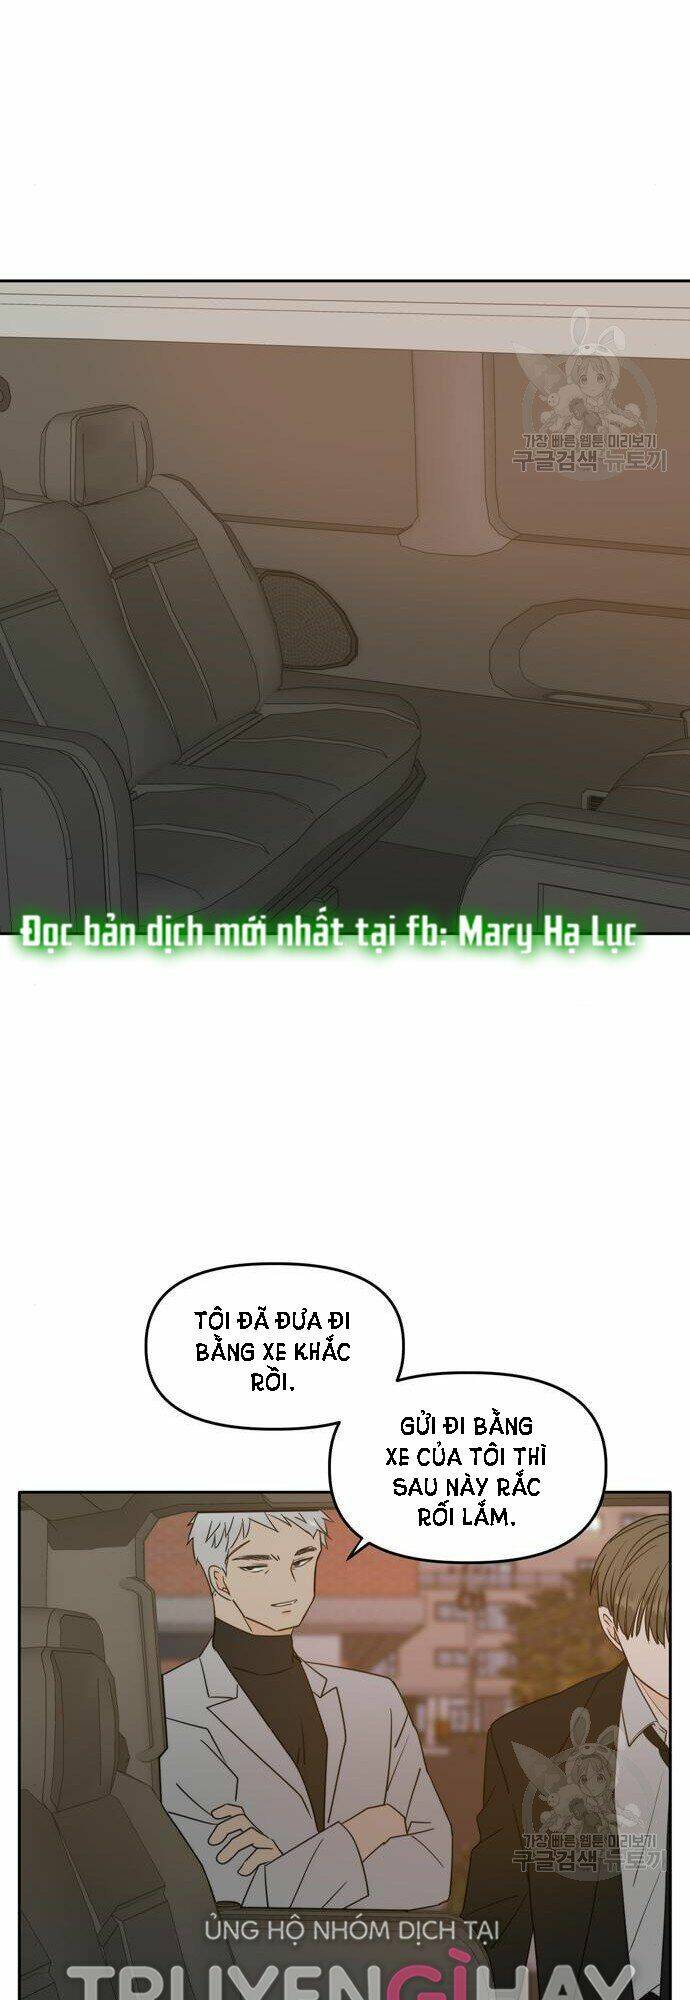 가장 빠른 웹툰 미리보기
구글검색 뉴토끼
Đọc bản dịch mới nhất tại fb: Mary Hạ Lục
TÔI ĐÃ ĐƯA ĐI
BẰNG XE KHẮC
RỒI.
GỬI ĐI BẰNG
XE CỦA TÔI THÌ
SAU NÀY RẮC
RỐI LẮM.
가장 빠른 웹툰 미리보기
구글검색 뉴토끼
ỦNG HỘ NHÓM DỊCH TẠI
TRUYENGÌHAY